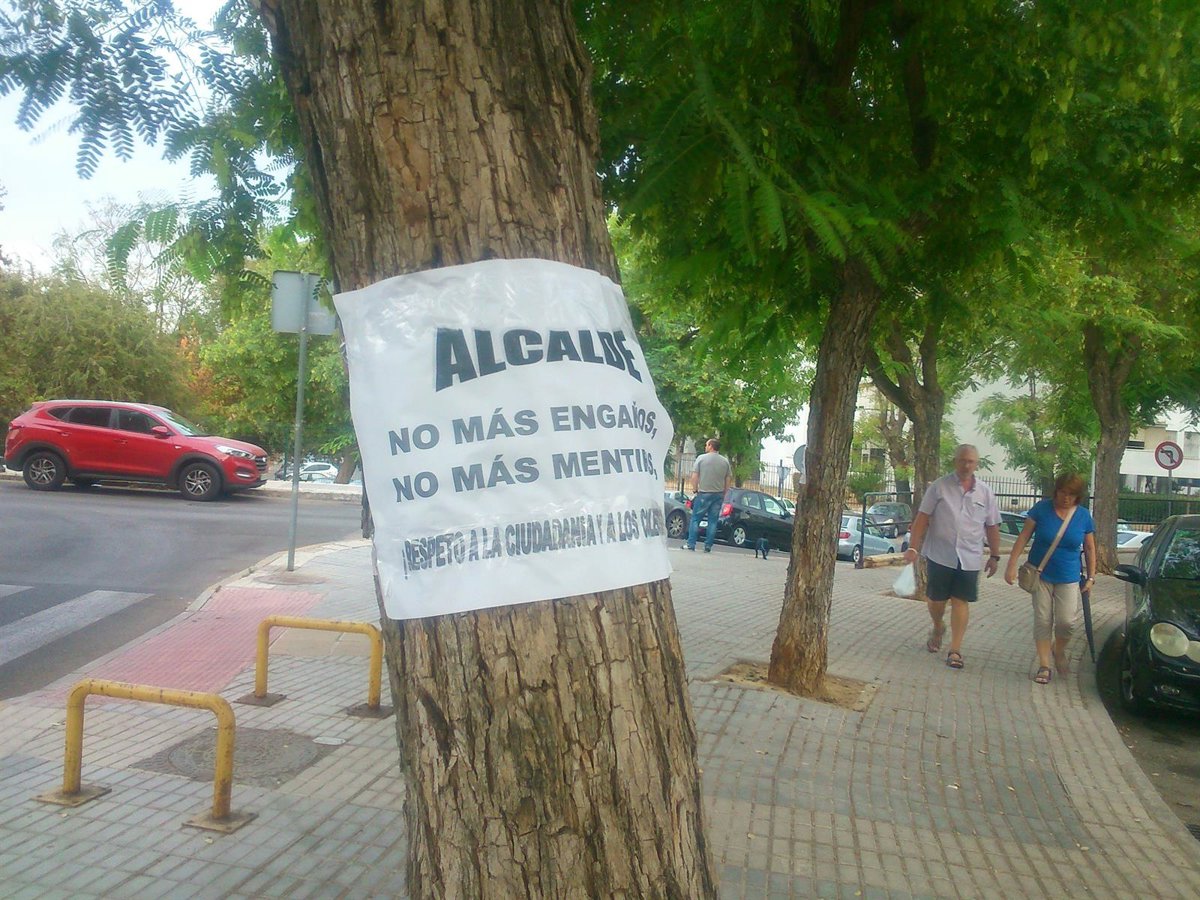 ALCALDE
NO MÁS ENGAÑOS,
NO MÁS MENTIRAS,
¡RESPETO A LA CIUDADANIA Y A LOS